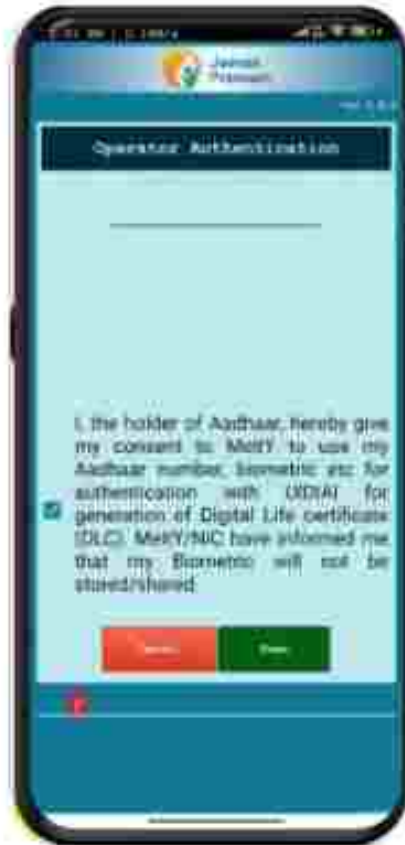 Jeevan
Pramaan
Operator Authentication
I, the holder of Aadhaar, hereby give
my consent to MeitY to use my
Aadhaar number, biometric etc for
authentication with UIDAI for
generation of Digital Life certificate
(DLC). MeitY/NIC have informed me
that my Biometric will not be
stored/shared